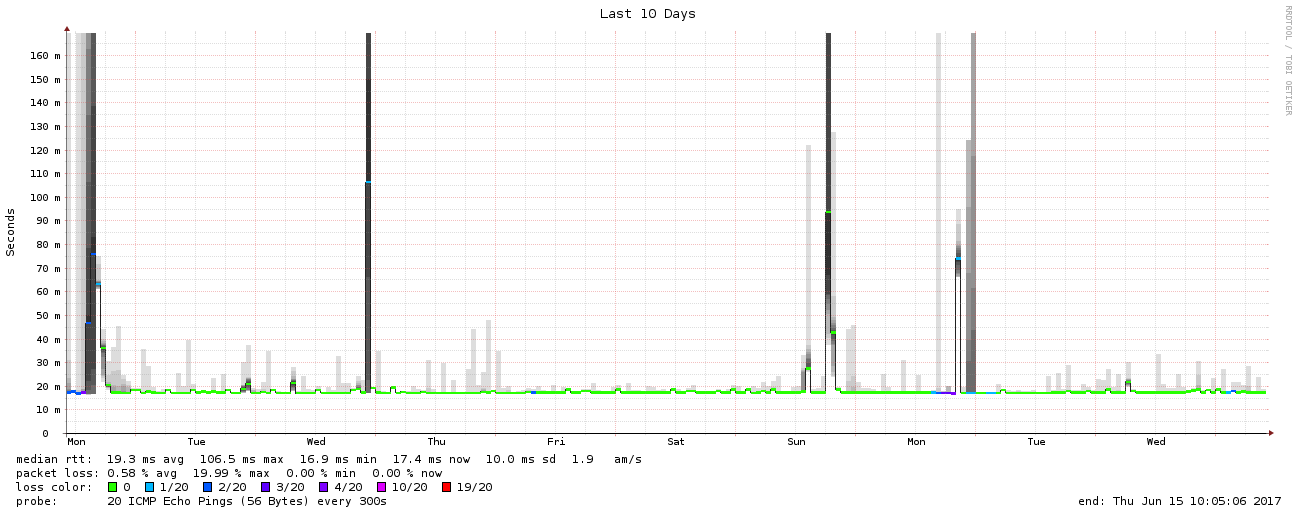 Last 10 Days
RRDTOOL / TOBI OETIKER
Seconds
160 m
150 m
140 m
130 m
120 m
110 m
100 m
90 m
80 m
70 m
60 m
50 m
40 m
30 m
20 m
10 m
0
Mon Tue Wed Thu Fri Sat Sun Mon Tue Wed
median rtt: 19.3 ms avg 106.5 ms max 16.9 ms min 17.4 ms now 10.0 ms sd 1.9 am/s
packet loss: 0.58 % avg 19.99 % max 0.00 % min 0.00 % now
loss color: 0 1/20 2/20 3/20 4/20 10/20 19/20
probe: 20 ICMP Echo Pings (56 Bytes) every 300s end: Thu Jun 15 10:05:06 2017